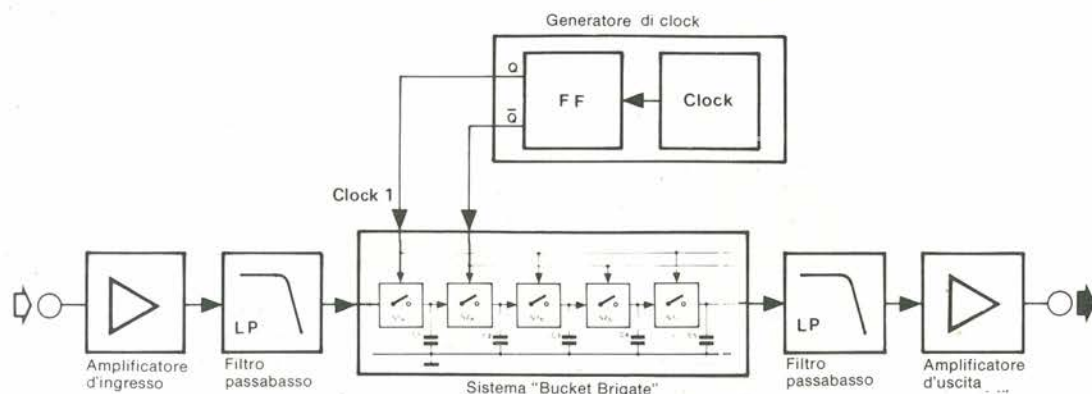 Generatore di clock
Q
Q̅
FF
Clock
Clock 1
LP
LP
Amplificatore
d'ingresso
Filtro
passabasso
Sistema "Bucket Brigate"
Filtro
passabasso
Amplificatore
d'uscita